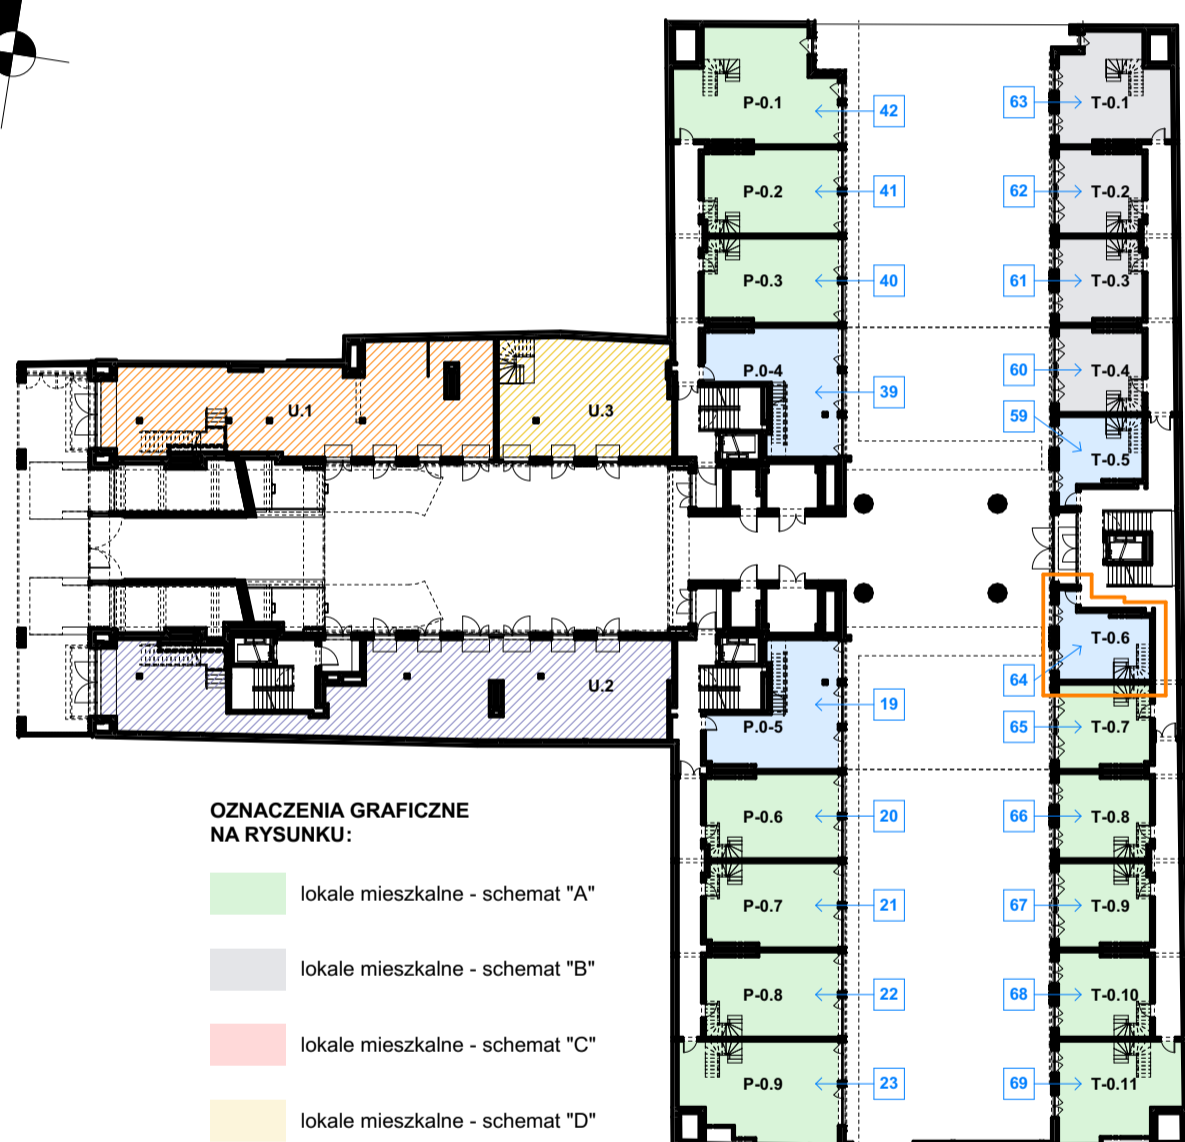 P-0.1
42
63
T-0.1
P-0.2
41
62
T-0.2
P-0.3
40
61
T-0.3
P.0-4
39
60
T-0.4
59
T-0.5
U.1
U.3
U.2
T-0.6
64
P.0-5
19
65
T-0.7
P-0.6
20
66
T-0.8
P-0.7
21
67
T-0.9
P-0.8
22
68
T-0.10
P-0.9
23
69
T-0.11
OZNACZENIA GRAFICZNE
NA RYSUNKU:
lokale mieszkalne - schemat "A"
lokale mieszkalne - schemat "B"
lokale mieszkalne - schemat "C"
lokale mieszkalne - schemat "D"